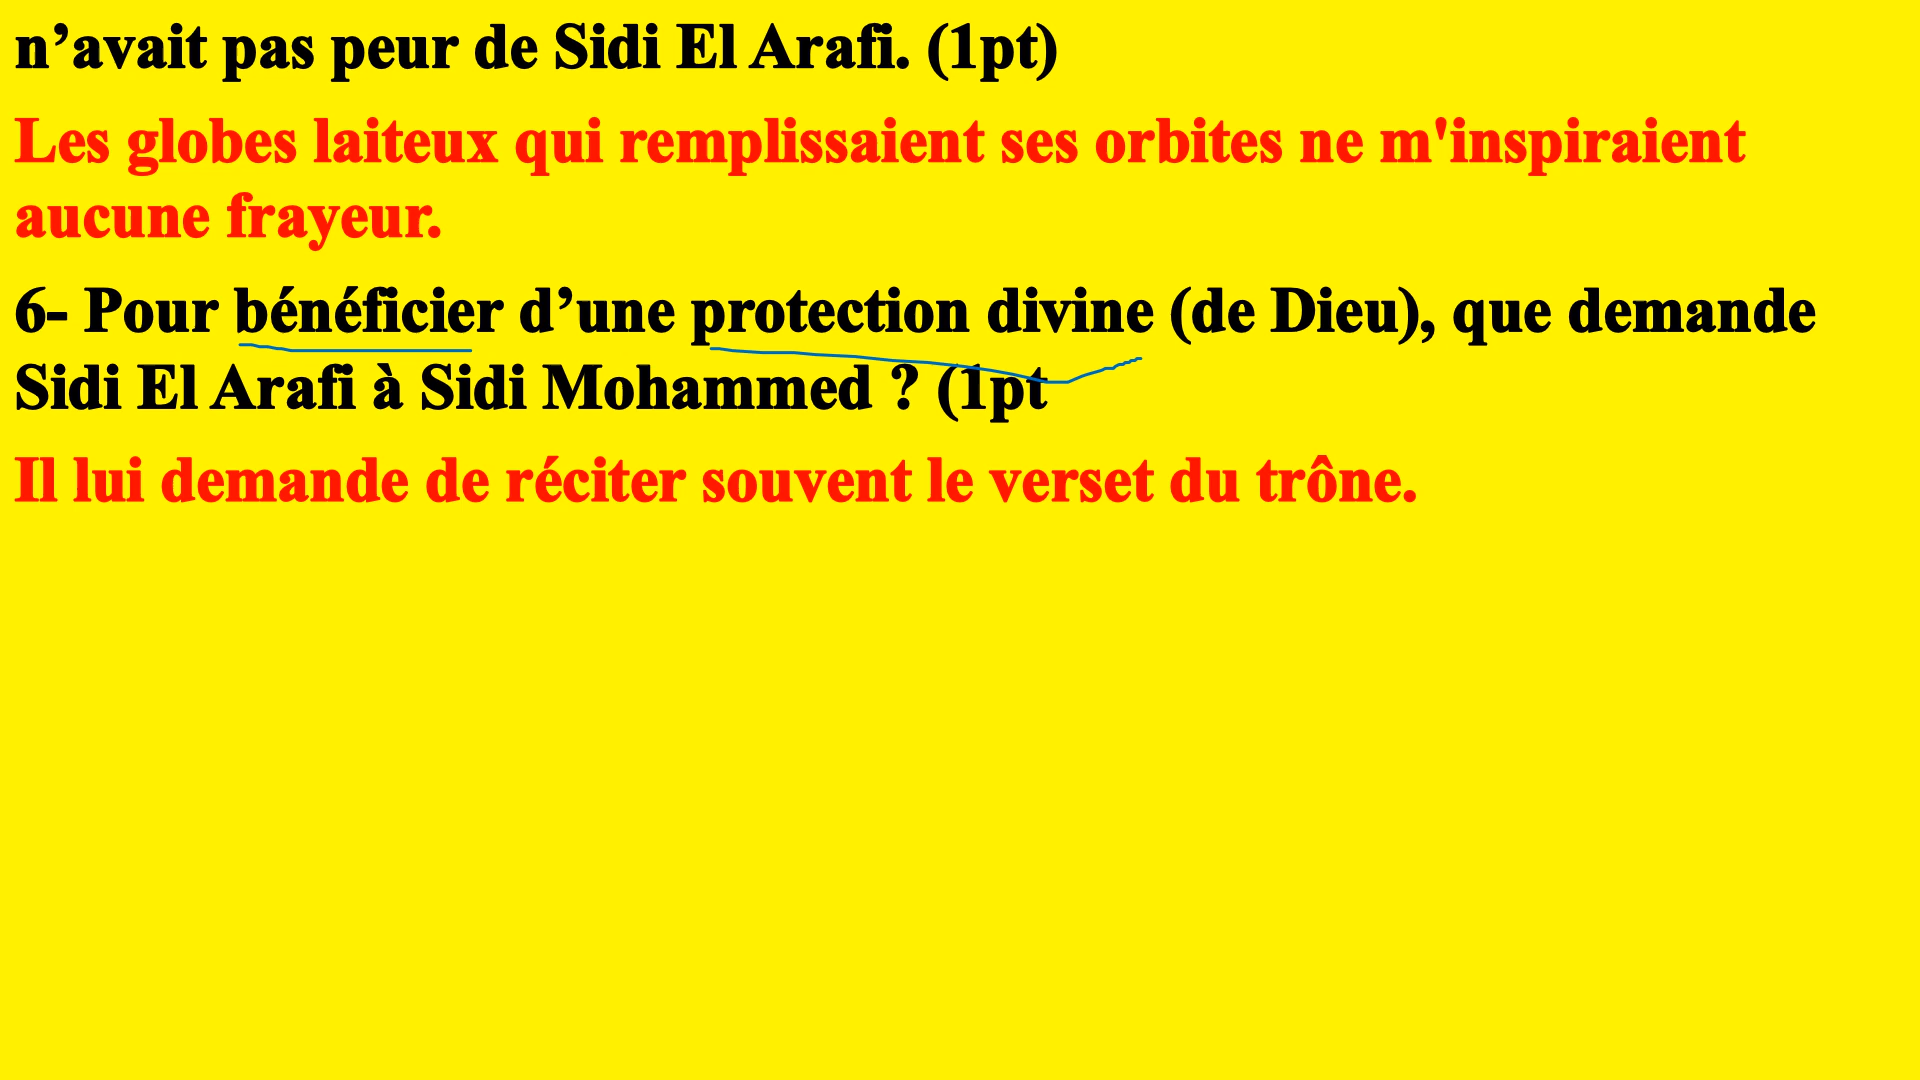 n’avait pas peur de Sidi El Arafi. (1pt)
Les globes laiteux qui remplissaient ses orbites ne m'inspiraient
aucune frayeur.
6- Pour bénéficier d’une protection divine (de Dieu), que demande
Sidi El Arafi à Sidi Mohammed ? (1pt
Il lui demande de réciter souvent le verset du trône.